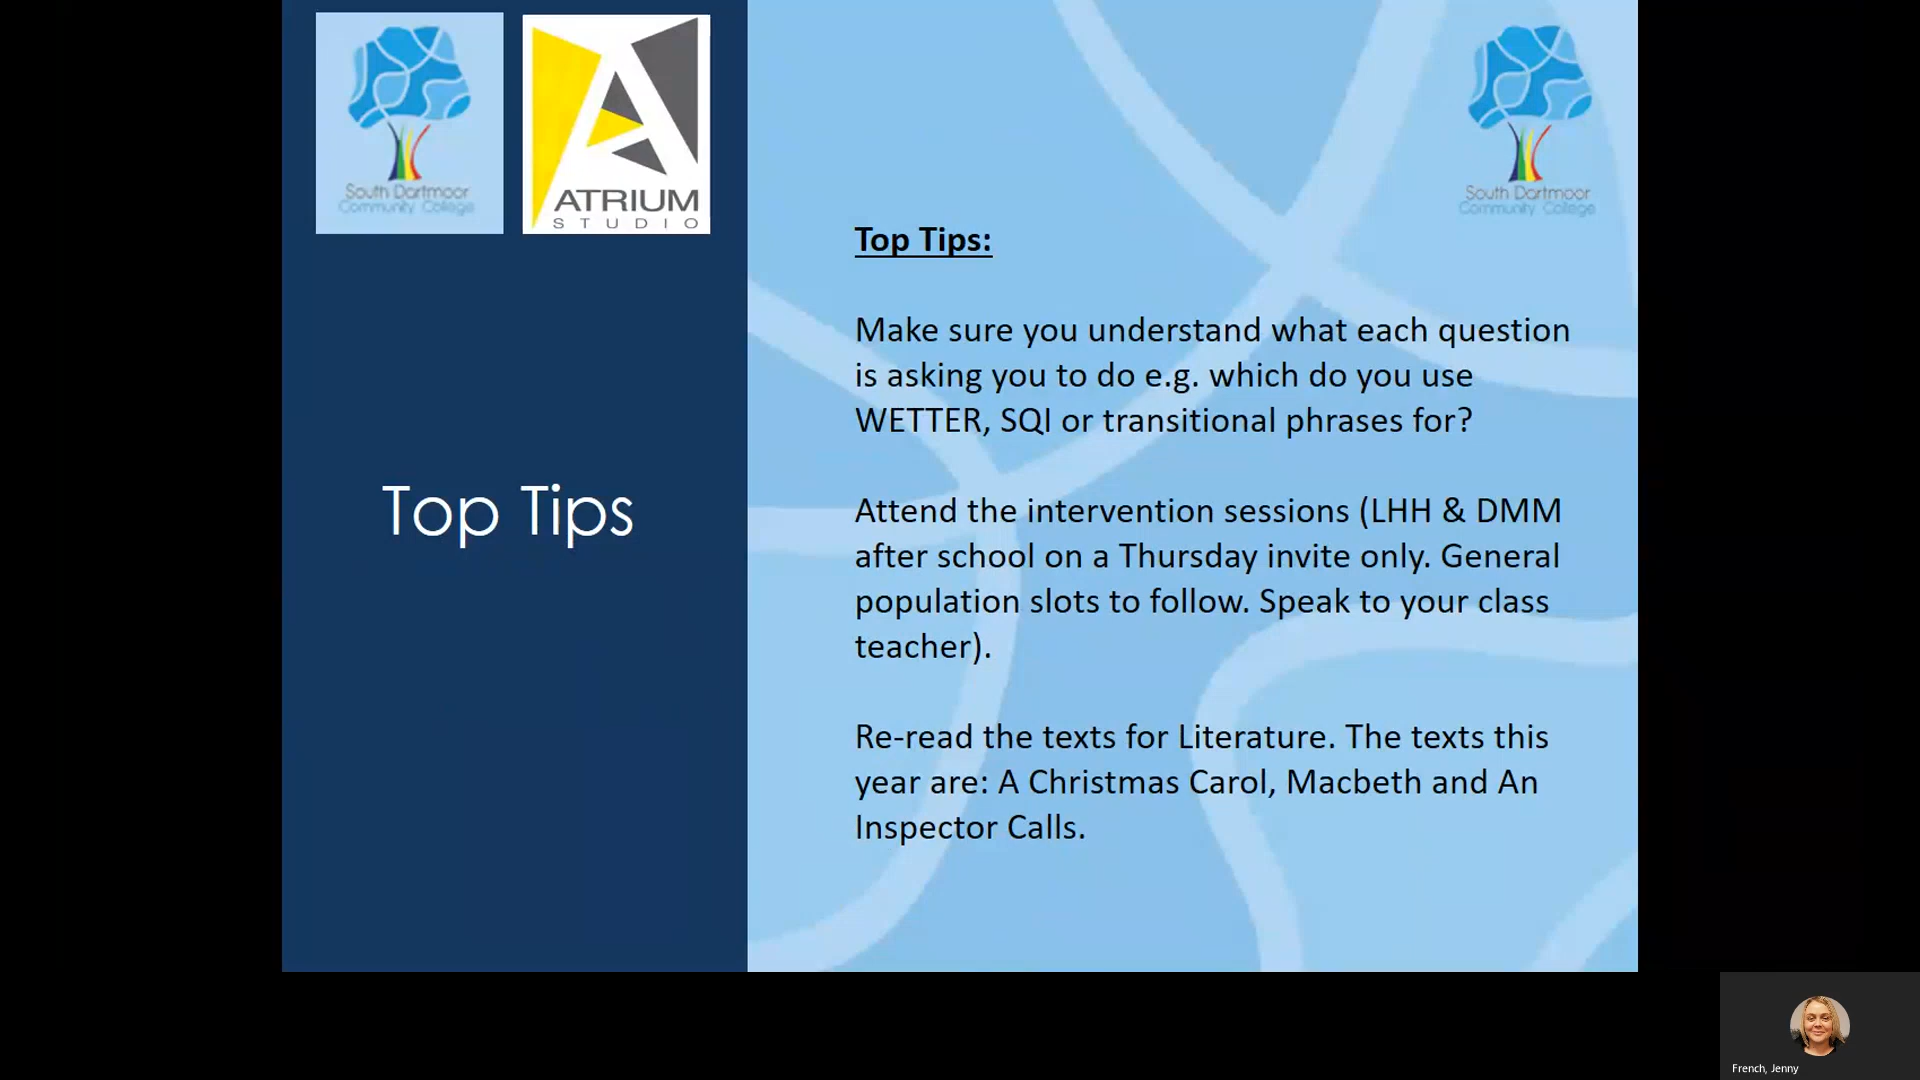 South Dartmoor
Community College
ATRIUM
STUDIO
Top Tips
South Dartmoor
Community College
Top Tips:
Make sure you understand what each question
is asking you to do e.g. which do you use
WETTER, SQI or transitional phrases for?
Attend the intervention sessions (LHH & DMM
after school on a Thursday invite only. General
population slots to follow. Speak to your class
teacher).
Re-read the texts for Literature. The texts this
year are: A Christmas Carol, Macbeth and An
Inspector Calls.
French, Jenny